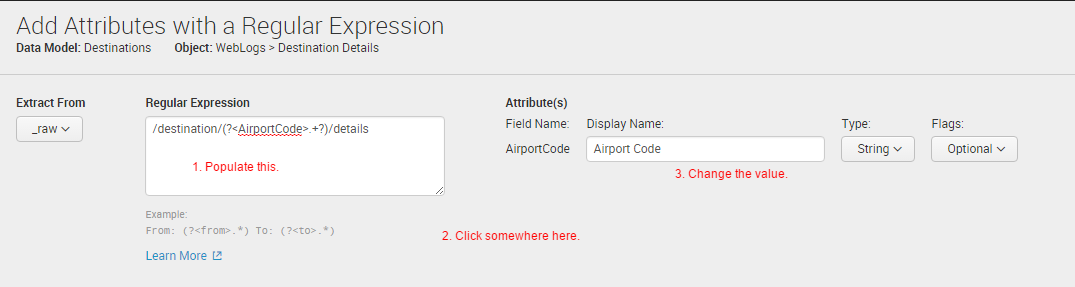 Add Attributes with a Regular Expression
Data Model: Destinations Object: WebLogs > Destination Details
Extract From Regular Expression Attribute(s)
_raw
/destination/(?<AirportCode>.+?)/details
Field Name: Display Name: Type: Flags:
AirportCode Airport Code String Optional
1. Populate this.
3. Change the value.
Example:
From: (?<from>.*) To: (?<to>.*)
2. Click somewhere here.
Learn More